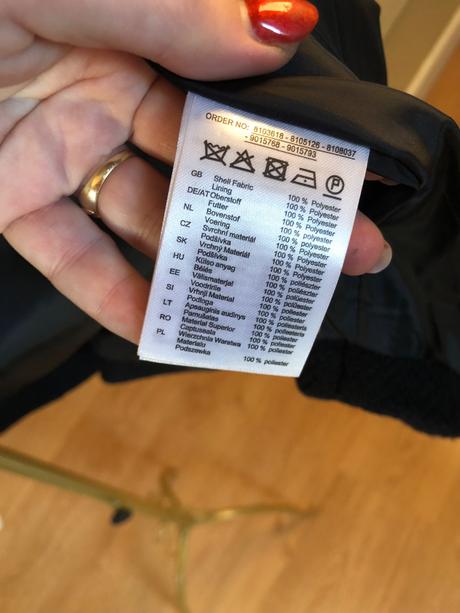 ORDER NO: 8103618 - 8105126 - 8108037
- 9015768 - 9015793
P
GB Shell Fabric 100 % Polyester
Lining 100 % Polyester
DE/AT Oberstoff 100 % Polyester
Futter 100 % Polyester
NL Bovenstof 100 % Polyester
Voering 100 % Polyester
CZ Svrchní materiál 100 % Polyester
Podšívka 100 % Polyester
SK Vrchný Materiál 100 % polyester
Podšívka 100 % polyester
HU Külső anyag 100 % poliészter
Bélés 100 % poliészter
EE Välismaterjal 100 % polüester
Voodriie 100 % polüester
SI Vrhnji Material 100 % poliester
Podloga 100 % poliester
LT Apsauginis audinys 100 % poliesteris
Pamušalas 100 % poliesteris
RO Material Superior 100 % poliester
Captuseala 100 % poliester
PL Wierzchnia Warstwa 100 % poliester
Materialu
Podszewka 100 % poliester